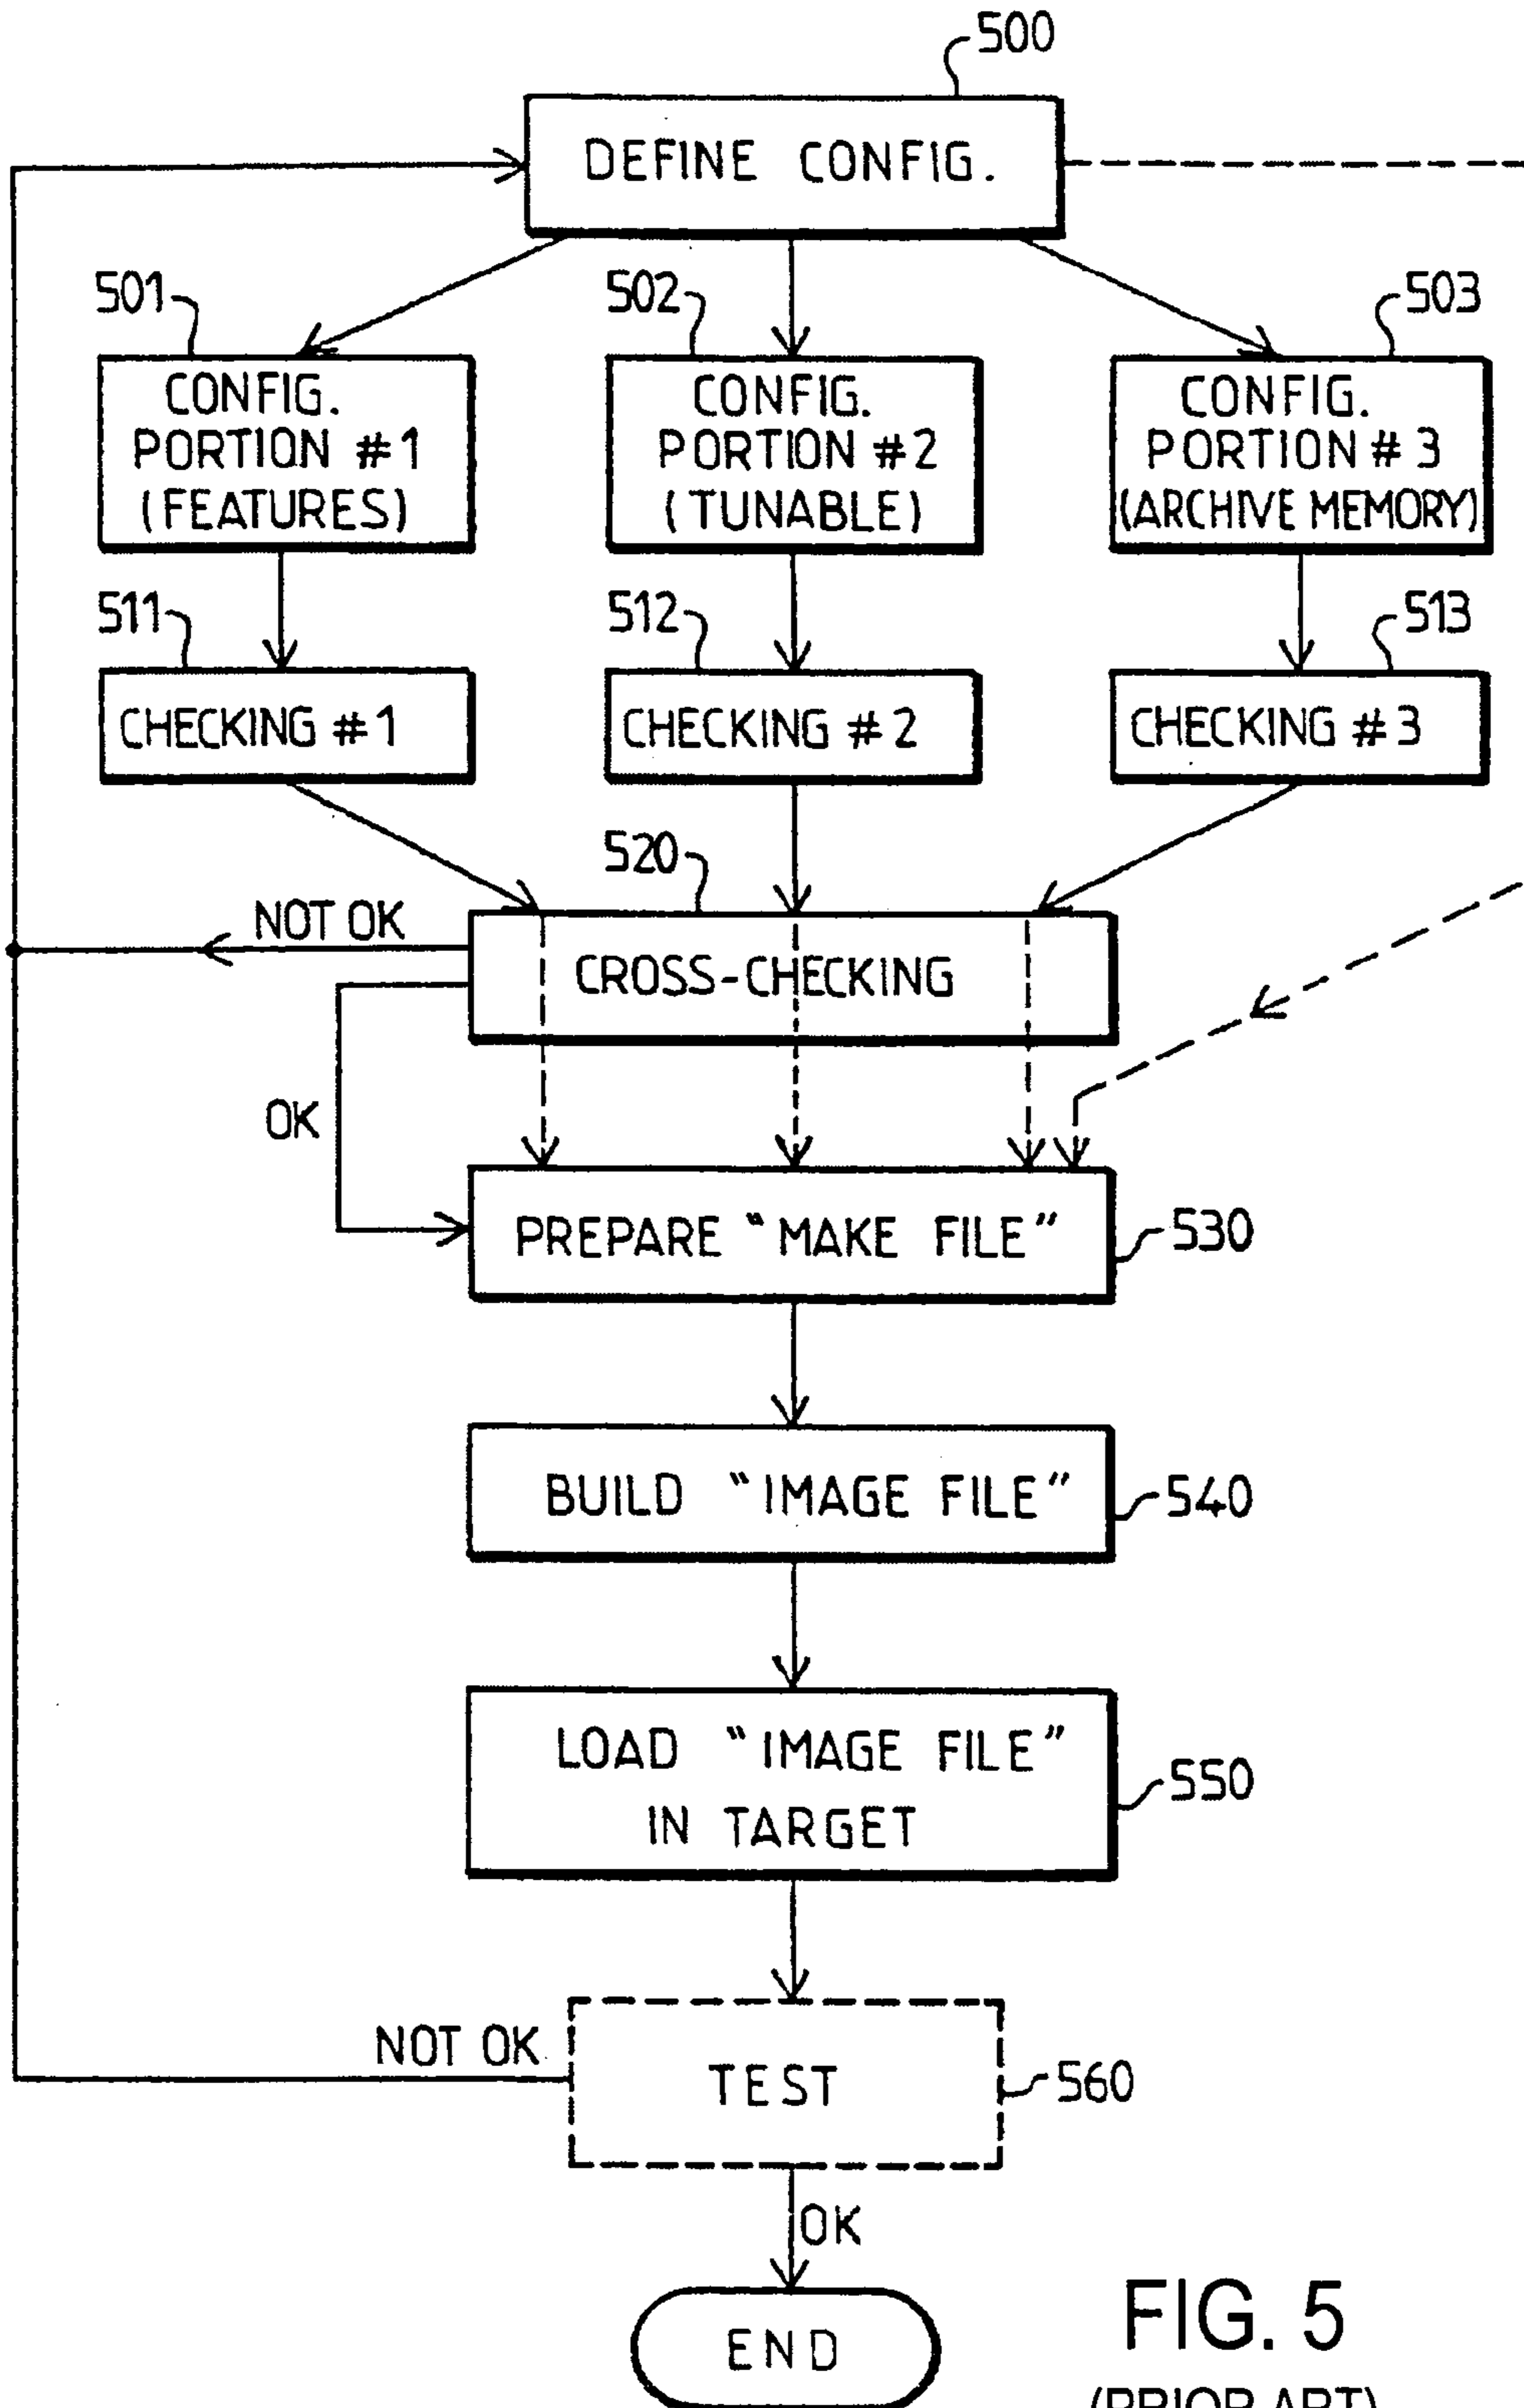 500
DEFINE CONFIG.
501
502
503
CONFIG.
PORTION #1
(FEATURES)
CONFIG.
PORTION #2
(TUNABLE)
CONFIG.
PORTION #3
(ARCHIVE MEMORY)
511
512
513
CHECKING #1
CHECKING #2
CHECKING #3
520
NOT OK
CROSS-CHECKING
OK
PREPARE "MAKE FILE"
530
BUILD "IMAGE FILE"
540
LOAD "IMAGE FILE"
IN TARGET
550
NOT OK
TEST
560
OK
END
FIG. 5
(PRIOR ART)